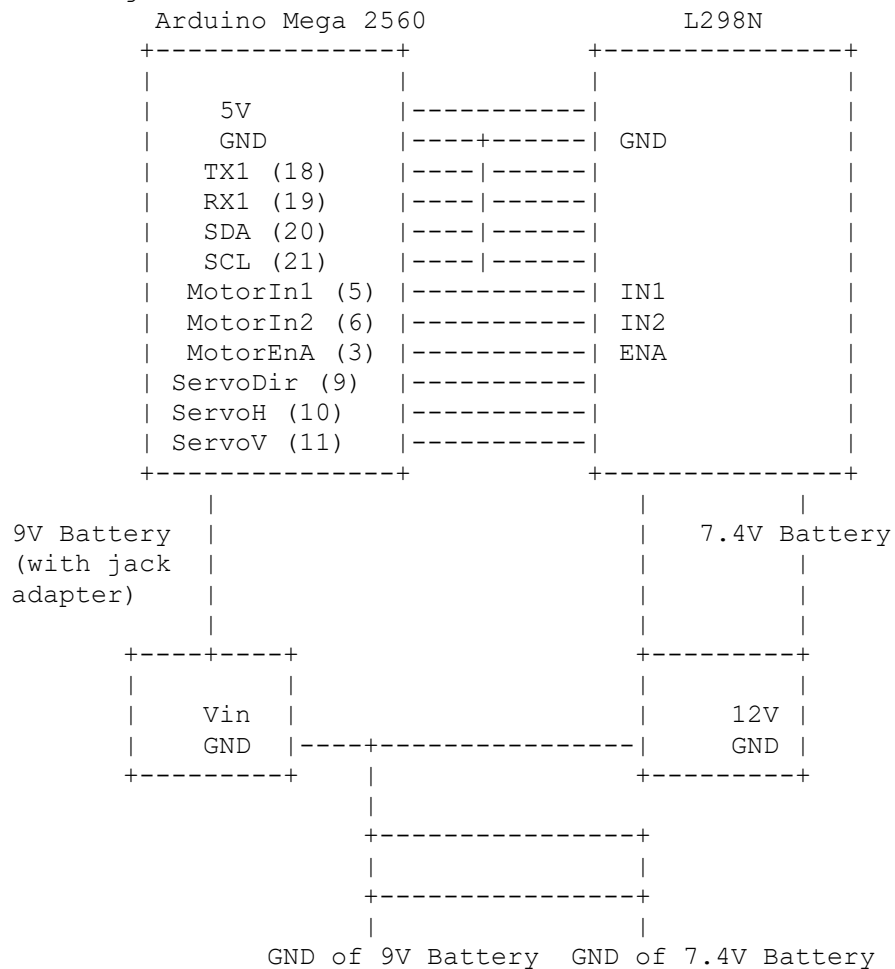 Arduino Mega 2560 L298N
5V
GND GND
TX1 (18)
RX1 (19)
SDA (20)
SCL (21)
MotorIn1 (5) IN1
MotorIn2 (6) IN2
MotorEnA (3) ENA
ServoDir (9)
ServoH (10)
ServoV (11)
9V Battery 7.4V Battery
(with jack
adapter)
Vin 12V
GND GND
GND of 9V Battery GND of 7.4V Battery